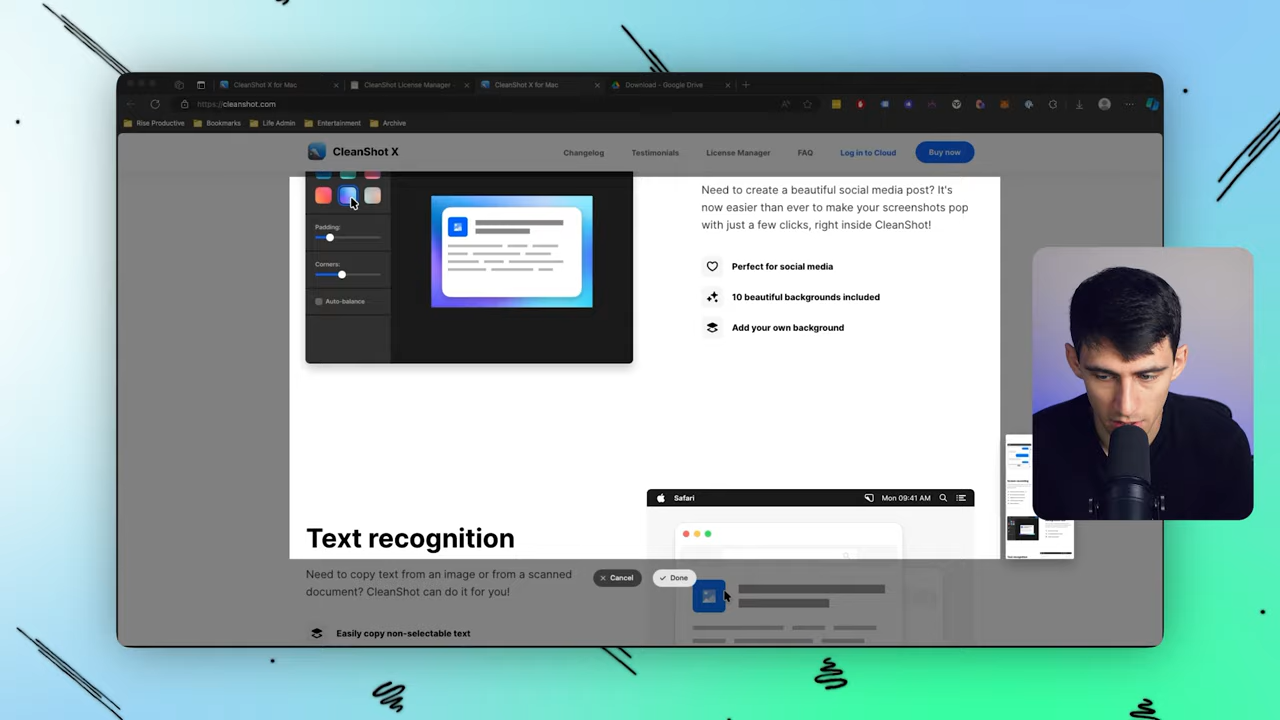 CleanShot X for Mac
CleanShot License Manager
CleanShot X for Mac
Download - Google Drive
https://cleanshot.com
Rise Productive
Bookmarks
Life Admin
Entertainment
Archive
CleanShot X
Changelog
Testimonials
License Manager
FAQ
Log in to Cloud
Buy now
Need to create a beautiful social media post? It's
now easier than ever to make your screenshots pop
with just a few clicks, right inside CleanShot!
Padding:
Corners:
Auto-balance
Perfect for social media
10 beautiful backgrounds included
Add your own background
Safari
Mon 09:41 AM
Text recognition
Need to copy text from an image or from a scanned
document? CleanShot can do it for you!
Cancel
Done
Easily copy non-selectable text